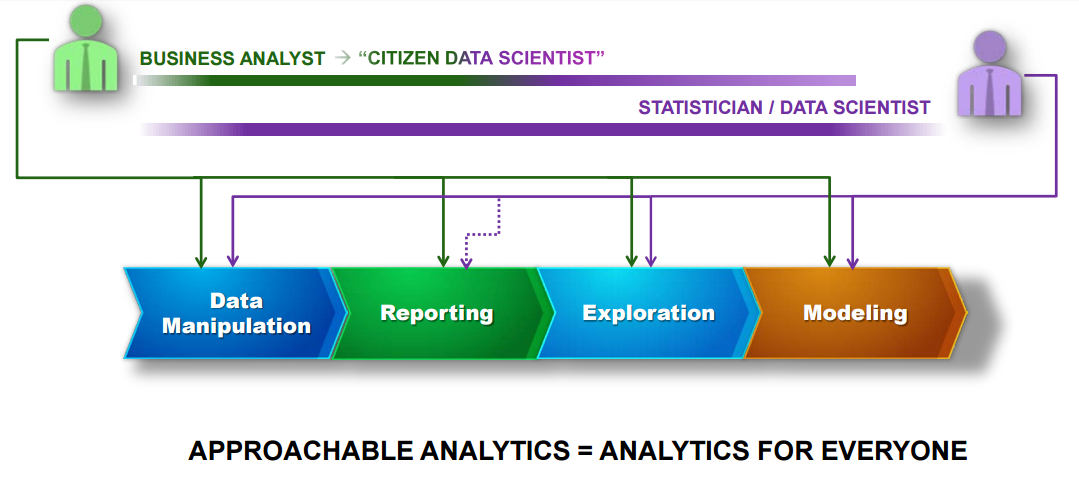 BUSINESS ANALYST → “CITIZEN DATA SCIENTIST”
STATISTICIAN / DATA SCIENTIST
Data
Manipulation
Reporting
Exploration
Modeling
APPROACHABLE ANALYTICS = ANALYTICS FOR EVERYONE